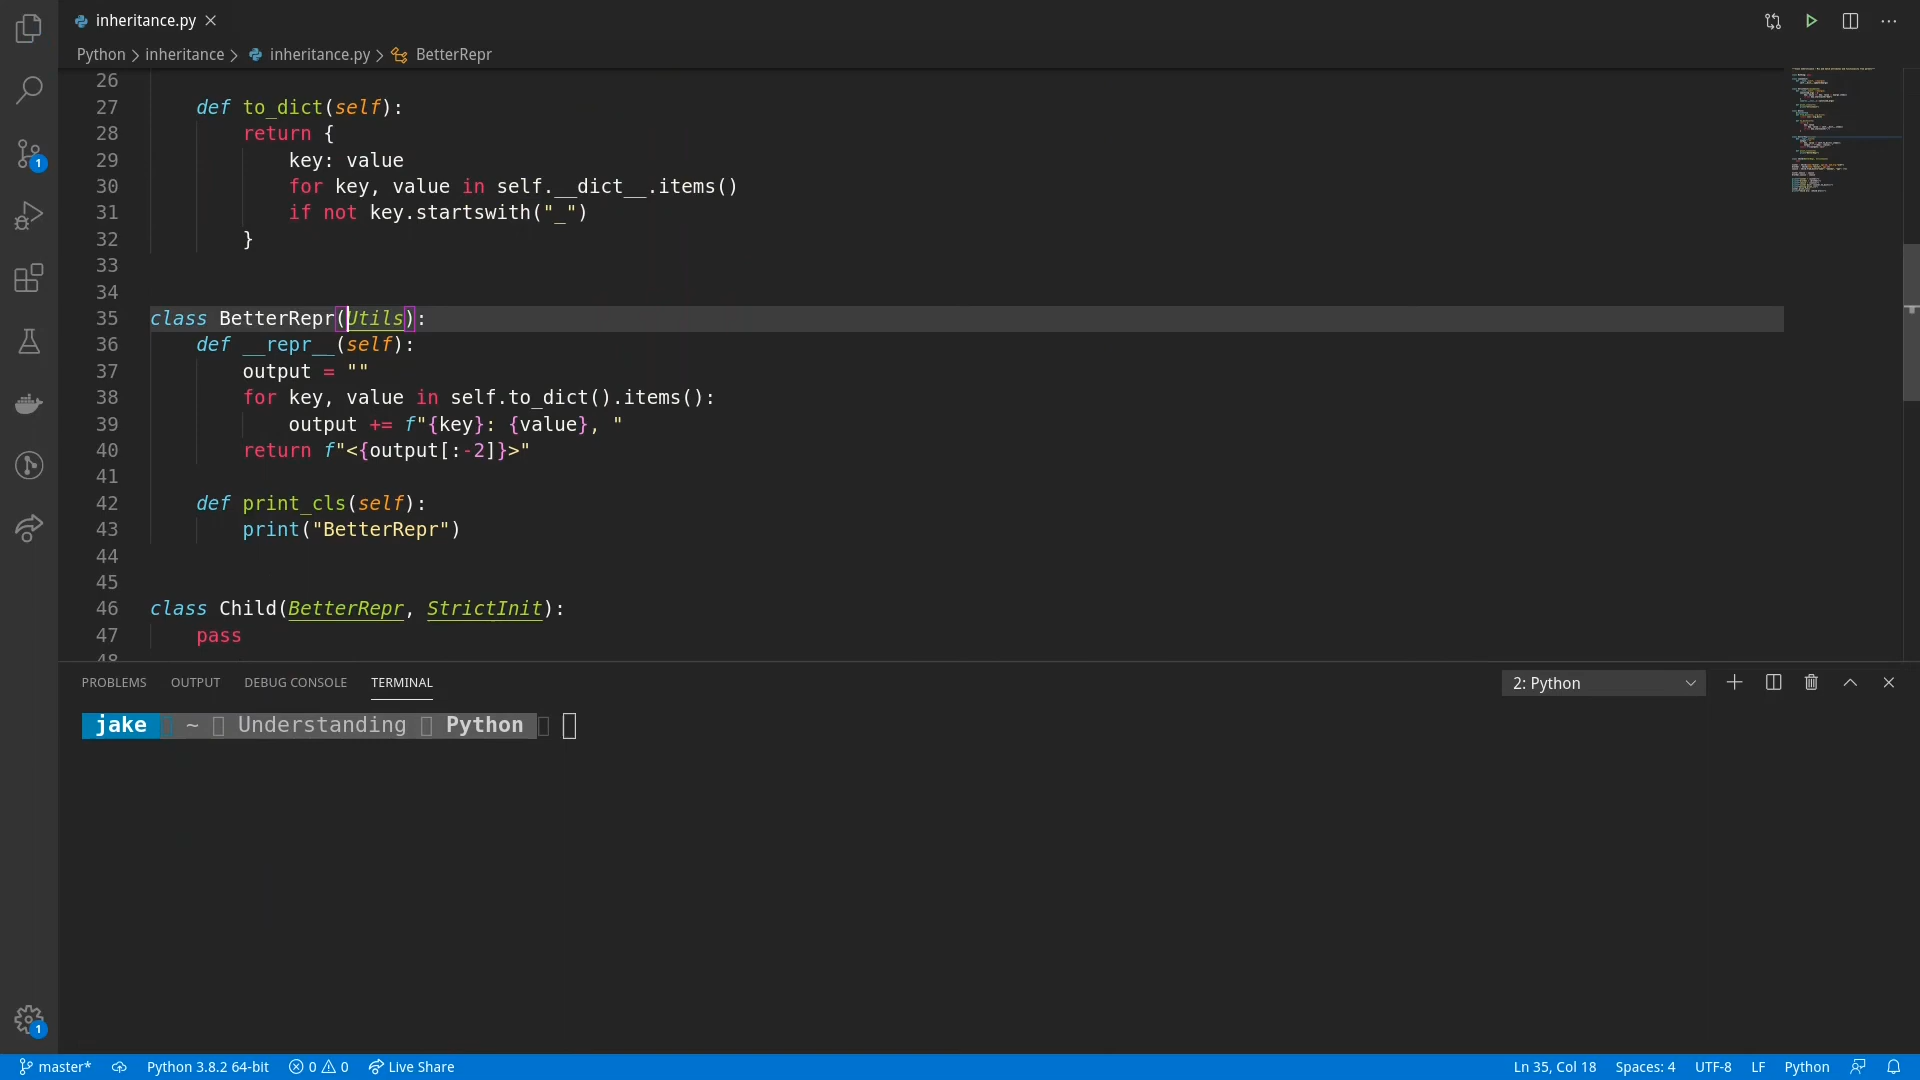 inheritance.py
Python > inheritance > inheritance.py > BetterRepr
26
27 def to_dict(self):
28 return {
29 key: value
30 for key, value in self.__dict__.items()
31 if not key.startswith("_")
32 }
33
34
35 class BetterRepr(Utils):
36 def __repr__(self):
37 output = ""
38 for key, value in self.to_dict().items():
39 output += f"{key}: {value}, "
40 return f"<{output[:-2]}>"
41
42 def print_cls(self):
43 print("BetterRepr")
44
45
46 class Child(BetterRepr, StrictInit):
47 pass
48
PROBLEMS OUTPUT DEBUG CONSOLE TERMINAL 2: Python
jake ~ Understanding Python
1
1
master* Python 3.8.2 64-bit 0 0 Live Share Ln 35, Col 18 Spaces: 4 UTF-8 LF Python